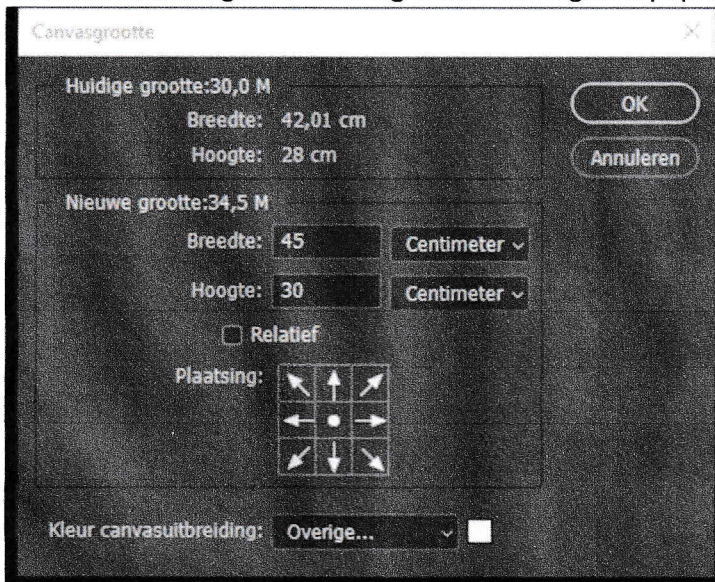 Canvasgrootte
Huidige grootte:30,0 M
Breedte: 42,01 cm
Hoogte: 28 cm
OK
Annuleren
Nieuwe grootte:34,5 M
Breedte: 45 Centimeter
Hoogte: 30 Centimeter
Relatief
Plaatsing:
Kleur canvasuitbreiding: Overige...